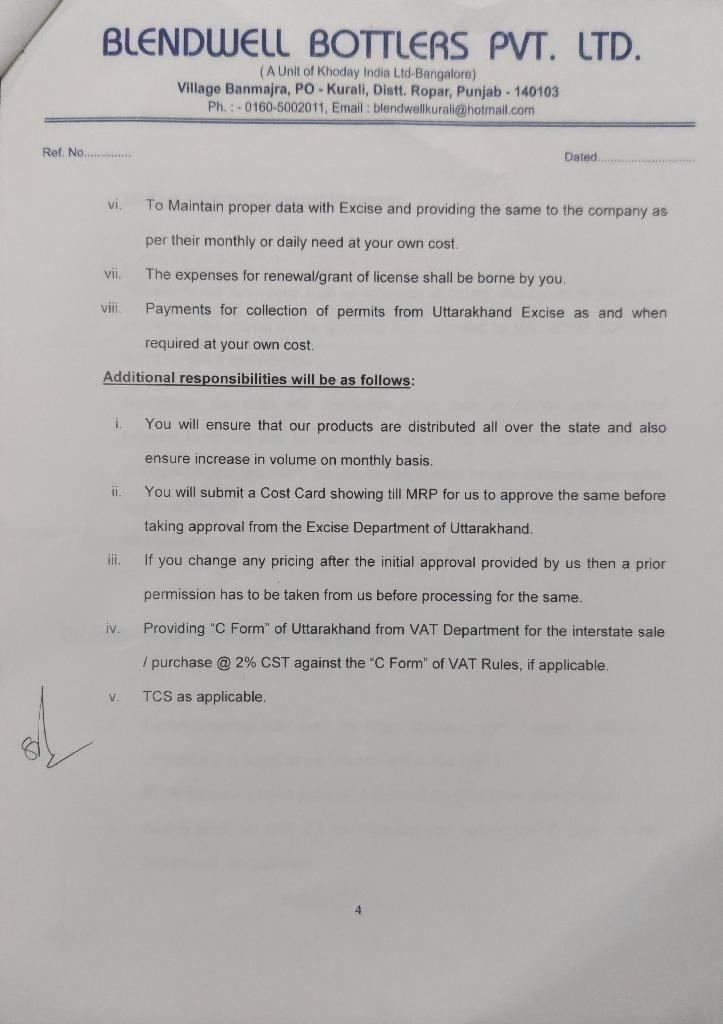 BLENDWELL BOTTLERS PVT. LTD.
( A Unit of Khoday India Ltd-Bangalore)
Village Banmajra, PO - Kurali, Distt. Ropar, Punjab - 140103
Ph. : - 0160-5002011, Email : blendwellkurali@hotmail.com
Ref. No..............
Dated.............................
vi. To Maintain proper data with Excise and providing the same to the company as
per their monthly or daily need at your own cost.
vii. The expenses for renewal/grant of license shall be borne by you.
viii. Payments for collection of permits from Uttarakhand Excise as and when
required at your own cost.
Additional responsibilities will be as follows:
i. You will ensure that our products are distributed all over the state and also
ensure increase in volume on monthly basis.
ii. You will submit a Cost Card showing till MRP for us to approve the same before
taking approval from the Excise Department of Uttarakhand.
iii. If you change any pricing after the initial approval provided by us then a prior
permission has to be taken from us before processing for the same.
iv. Providing “C Form” of Uttarakhand from VAT Department for the interstate sale
/ purchase @ 2% CST against the “C Form” of VAT Rules, if applicable.
v. TCS as applicable.
4